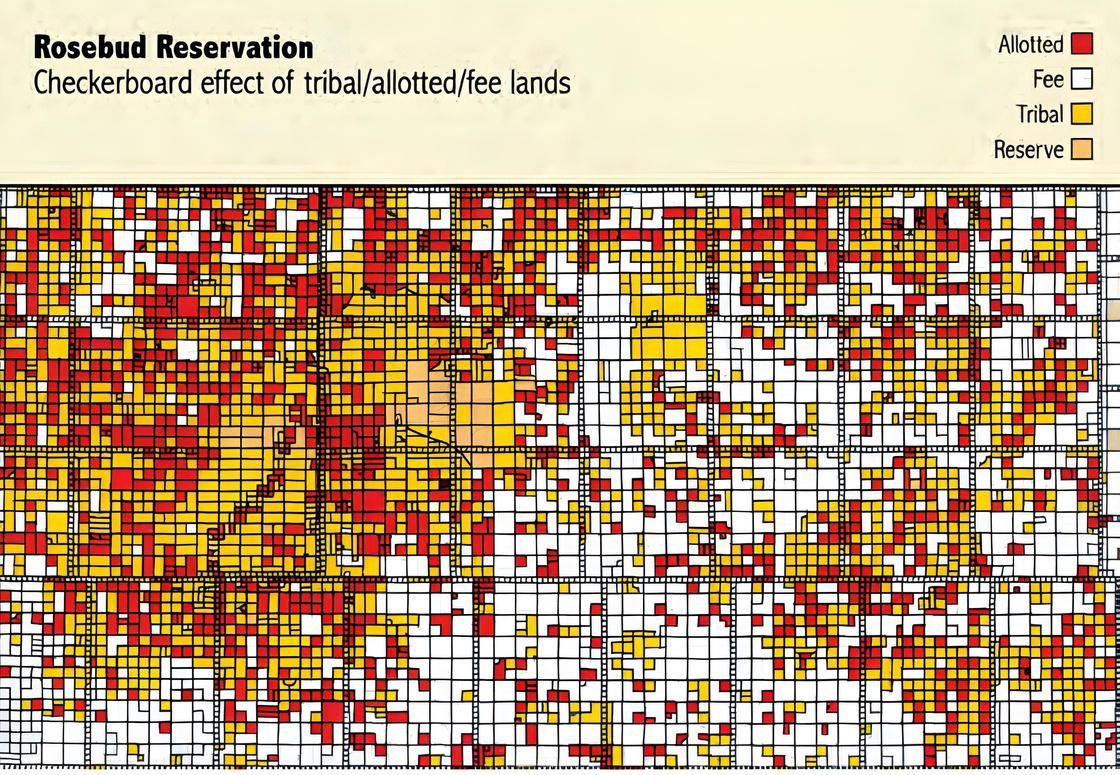 Rosebud Reservation
Checkerboard effect of tribal/allotted/fee lands
Allotted
Fee
Tribal
Reserve